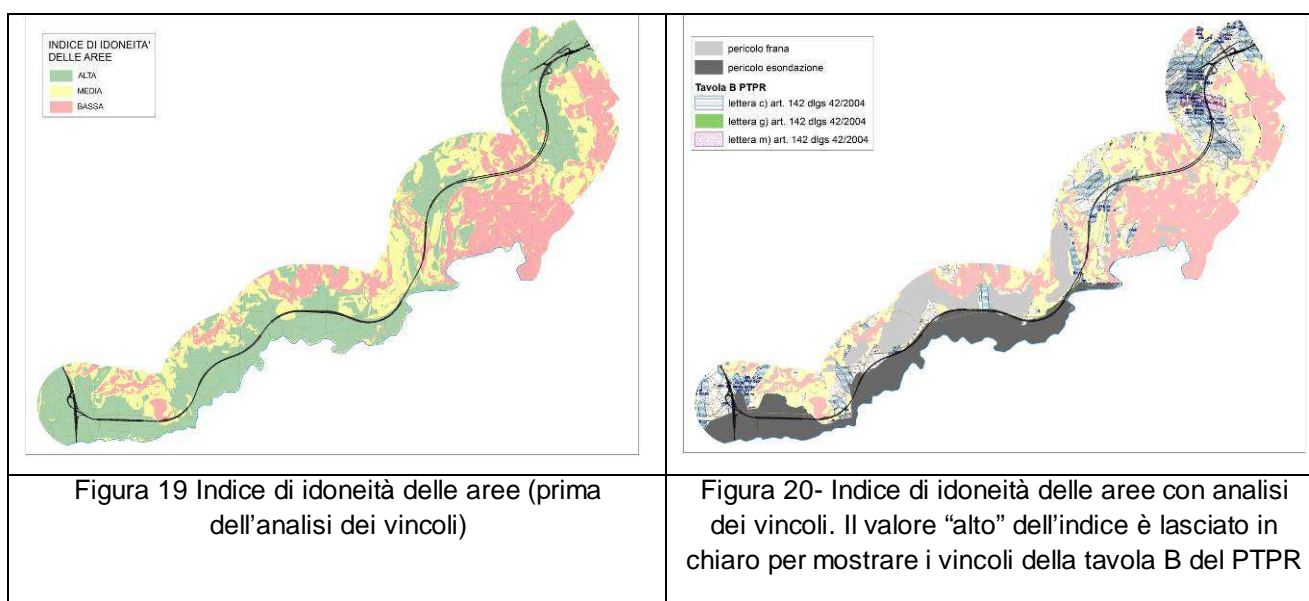 INDICE DI IDONEITA'
DELLE AREE
ALTA
MEDIA
BASSA
pericolo frana
pericolo esondazione
Tavola B PTPR
lettera c) art. 142 dlgs 42/2004
lettera g) art. 142 dlgs 42/2004
lettera m) art. 142 dlgs 42/2004
Figura 19 Indice di idoneità delle aree (prima
dell’analisi dei vincoli)
Figura 20- Indice di idoneità delle aree con analisi
dei vincoli. Il valore “alto” dell’indice è lasciato in
chiaro per mostrare i vincoli della tavola B del PTPR